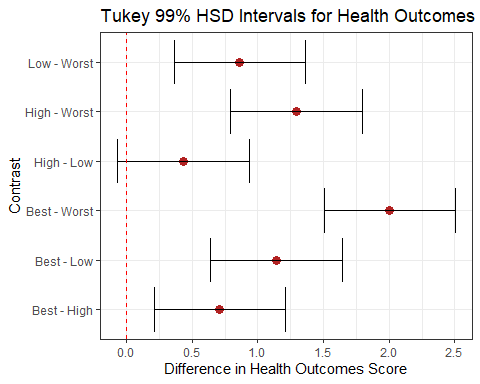 Tukey 99% HSD Intervals for Health Outcomes
Contrast
Low - Worst
High - Worst
High - Low
Best - Worst
Best - Low
Best - High
0.0 0.5 1.0 1.5 2.0 2.5
Difference in Health Outcomes Score